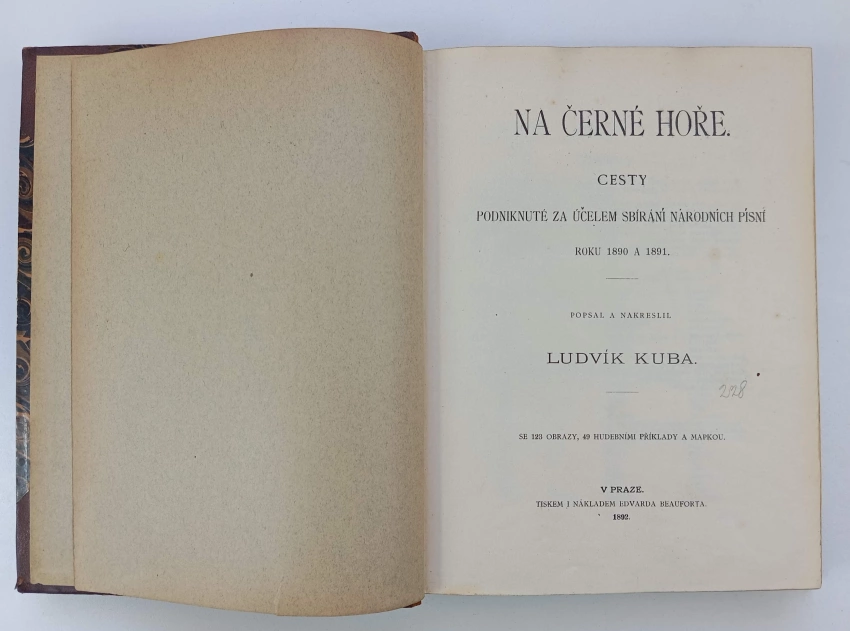 NA ČERNÉ HOŘE.
CESTY
PODNIKNUTÉ ZA ÚČELEM SBÍRÁNÍ NÁRODNÍCH PÍSNÍ
ROKU 1890 A 1891.
POPSAL A NAKRESLIL
LUDVÍK KUBA.
2128
SE 123 OBRAZY, 49 HUDEBNÍMI PŘÍKLADY A MAPKOU.
V PRAZE.
TISKEM I NÁKLADEM EDVARDA BEAUFORTA.
1892.